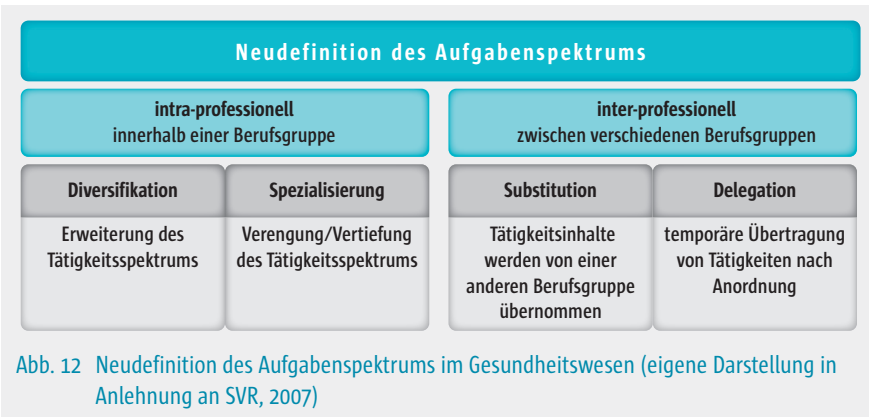 Neudefinition des Aufgabenspektrums
intra-professionell
innerhalb einer Berufsgruppe
inter-professionell
zwischen verschiedenen Berufsgruppen
Diversifikation
Erweiterung des
Tätigkeitsspektrums
Spezialisierung
Verengung/Vertiefung
des Tätigkeitsspektrums
Substitution
Tätigkeitsinhalte
werden von einer
anderen Berufsgruppe
übernommen
Delegation
temporäre Übertragung
von Tätigkeiten nach
Anordnung
Abb. 12 Neudefinition des Aufgabenspektrums im Gesundheitswesen (eigene Darstellung in
Anlehnung an SVR, 2007)